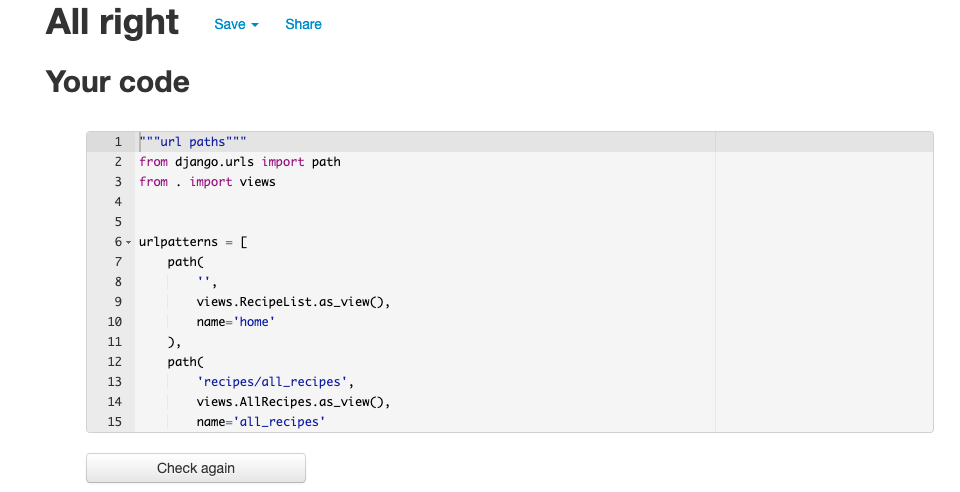 All right Save Share
Your code
1 """url paths"""
2 from django.urls import path
3 from . import views
4
5
6 urlpatterns = [
7     path(
8         '',
9         views.RecipeList.as_view(),
10         name='home'
11     ),
12     path(
13         'recipes/all_recipes',
14         views.AllRecipes.as_view(),
15         name='all_recipes'
Check again